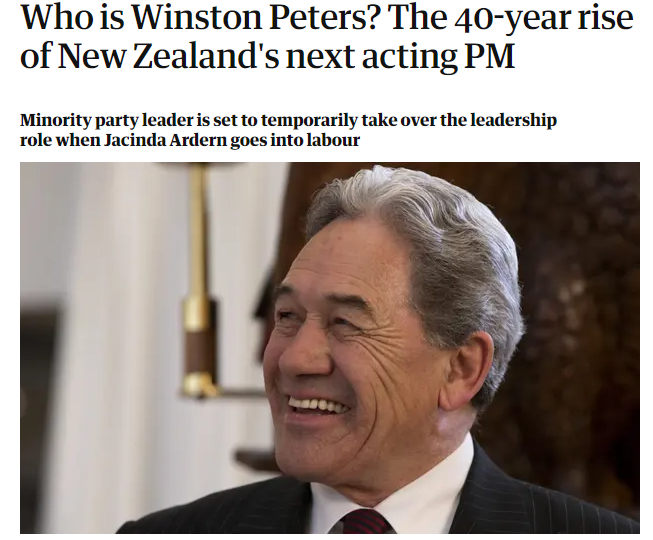 Who is Winston Peters? The 40-year rise
of New Zealand's next acting PM
Minority party leader is set to temporarily take over the leadership
role when Jacinda Ardern goes into labour